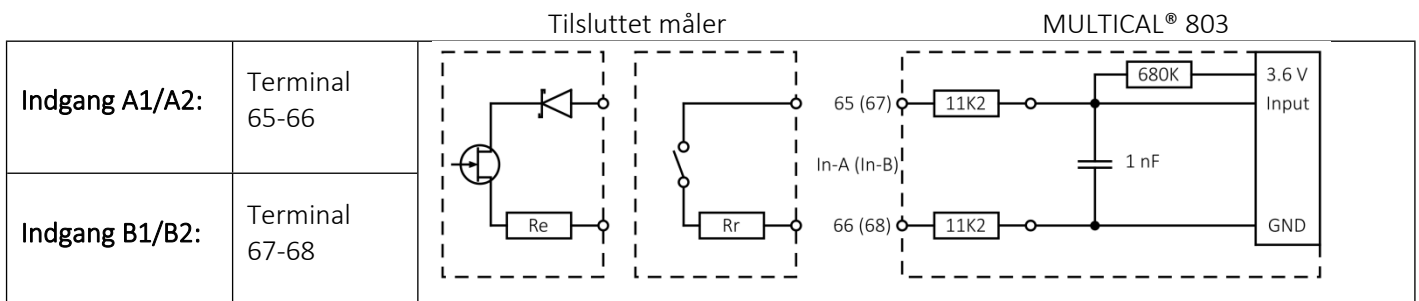 Tilsluttet måler
MULTICAL® 803
Indgang A1/A2:
Terminal
65-66
Indgang B1/B2:
Terminal
67-68
Re
Rr
65 (67)
In-A (In-B)
66 (68)
11K2
11K2
680K
1 nF
3.6 V
Input
GND